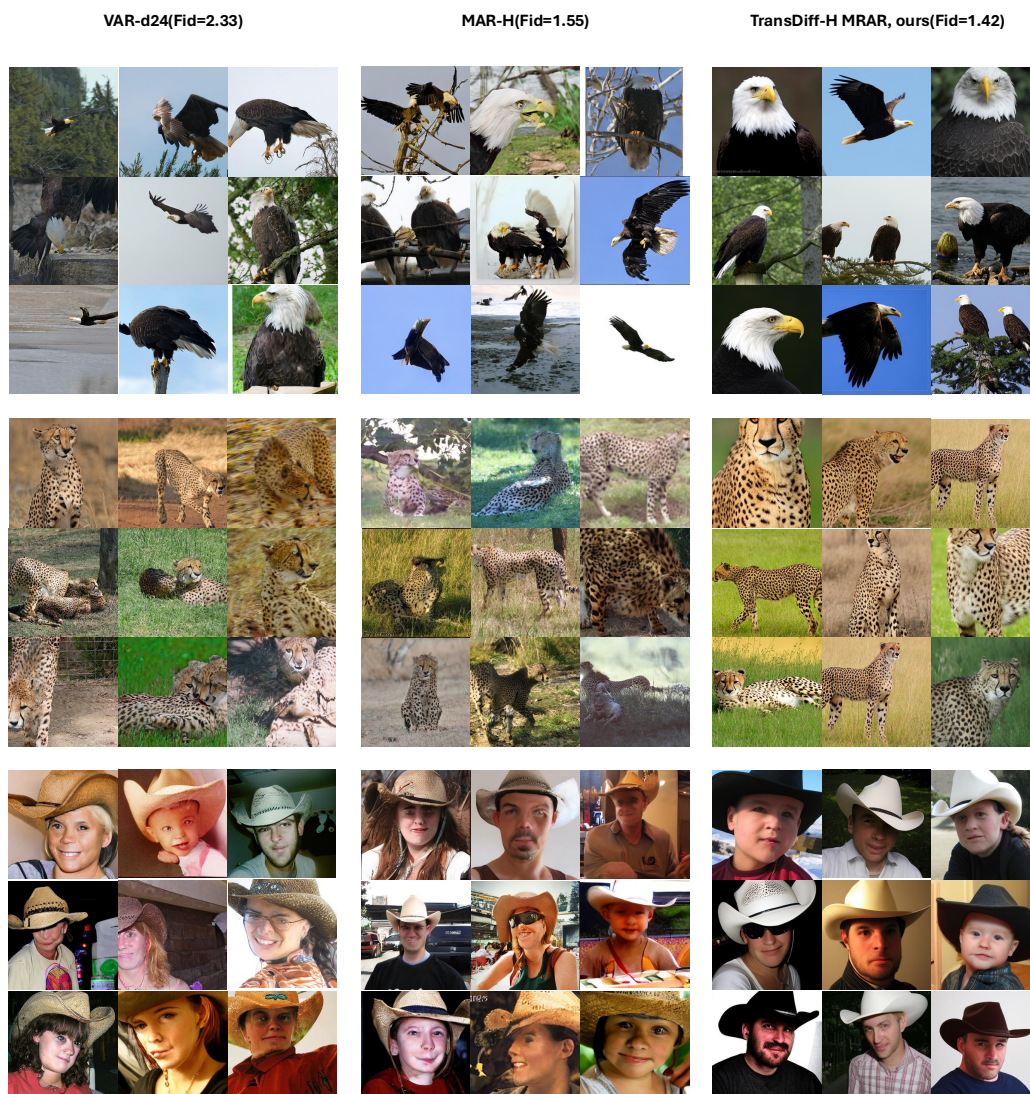 VAR-d24(Fid=2.33)
MAR-H(Fid=1.55)
TransDiff-H MRAR, ours(Fid=1.42)